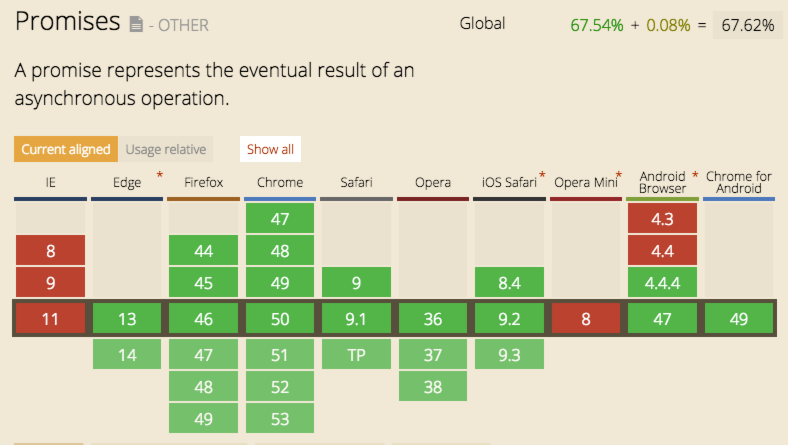 Promises - OTHER Global 67.54% + 0.08% = 67.62%
A promise represents the eventual result of an
asynchronous operation.
Current aligned Usage relative Show all
IE Edge * Firefox Chrome Safari Opera iOS Safari * Opera Mini * Android Browser * Chrome for Android
47 4.3
8 44 48 4.4
9 45 49 9 8.4 4.4.4
11 13 46 50 9.1 36 9.2 8 47 49
14 47 51 TP 37 9.3
48 52 38
49 53